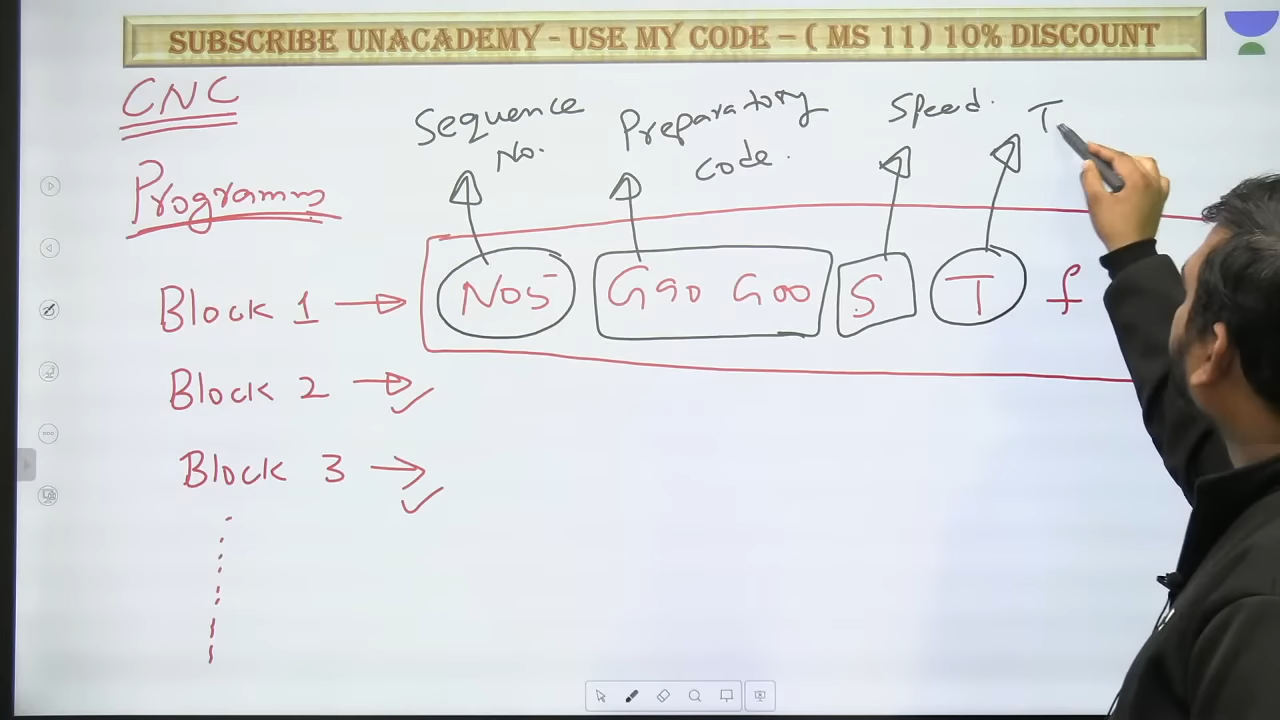 SUBSCRIBE UNACADEMY - USE MY CODE - ( MS 11) 10% DISCOUNT
CNC
Programms
Sequence No.
Preparatory code.
Speed.
T
Block 1 → N05 G90 G00 S T f
Block 2 →
Block 3 →